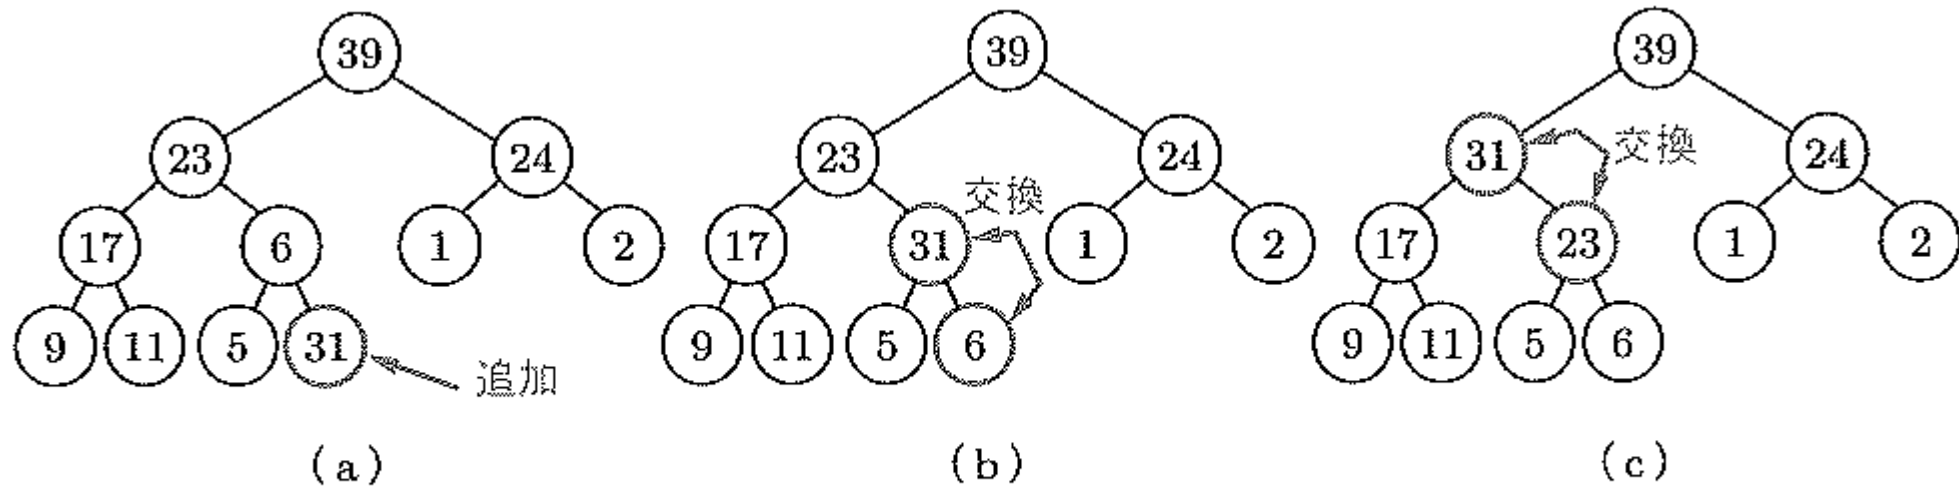 39 39 39
23 24 23 24 31 交換 24
17 6 1 2 17 31 交換 1 2 17 23 1 2
9 11 5 31 追加 9 11 5 6 9 11 5 6
(a) (b) (c)